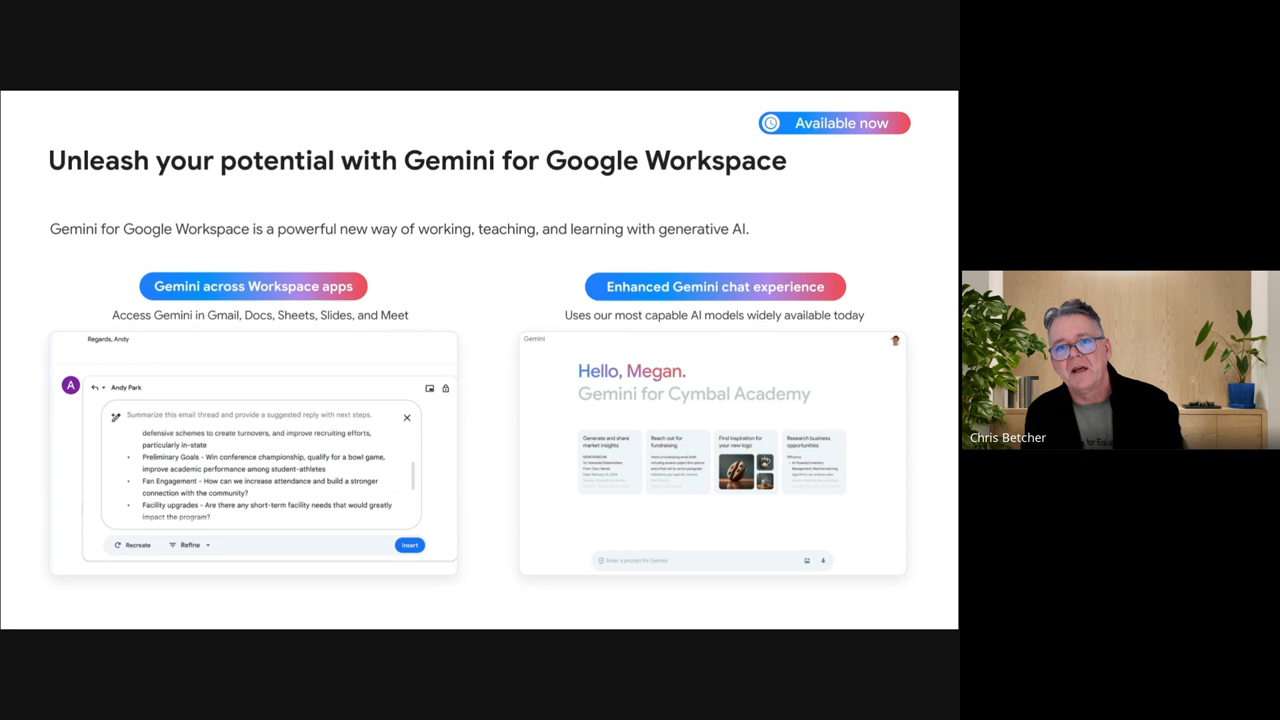 Available now
Unleash your potential with Gemini for Google Workspace
Gemini for Google Workspace is a powerful new way of working, teaching, and learning with generative AI.
Gemini across Workspace apps
Access Gemini in Gmail, Docs, Sheets, Slides, and Meet
Regards, Andy
A
Andy Park
Summarize this email thread and provide a suggested reply with next steps.
defensive schemes to create turnovers, and improve recruiting efforts,
particularly in-state
• Preliminary Goals - Win conference championship, qualify for a bowl game,
improve academic performance among student-athletes
• Fan Engagement - How can we increase attendance and build a stronger
connection with the community?
• Facility upgrades - Are there any short-term facility needs that would greatly
impact the program?
Recreate Refine Insert
Enhanced Gemini chat experience
Uses our most capable AI models widely available today
Gemini
Hello, Megan.
Gemini for Cymbal Academy
Generate and share
market insights
MEMORANDUM
Reach out for
fundraising
Find inspiration for
your new logo
Research business
opportunities
Efficiency
Enter a prompt for Gemini
Chris Betcher